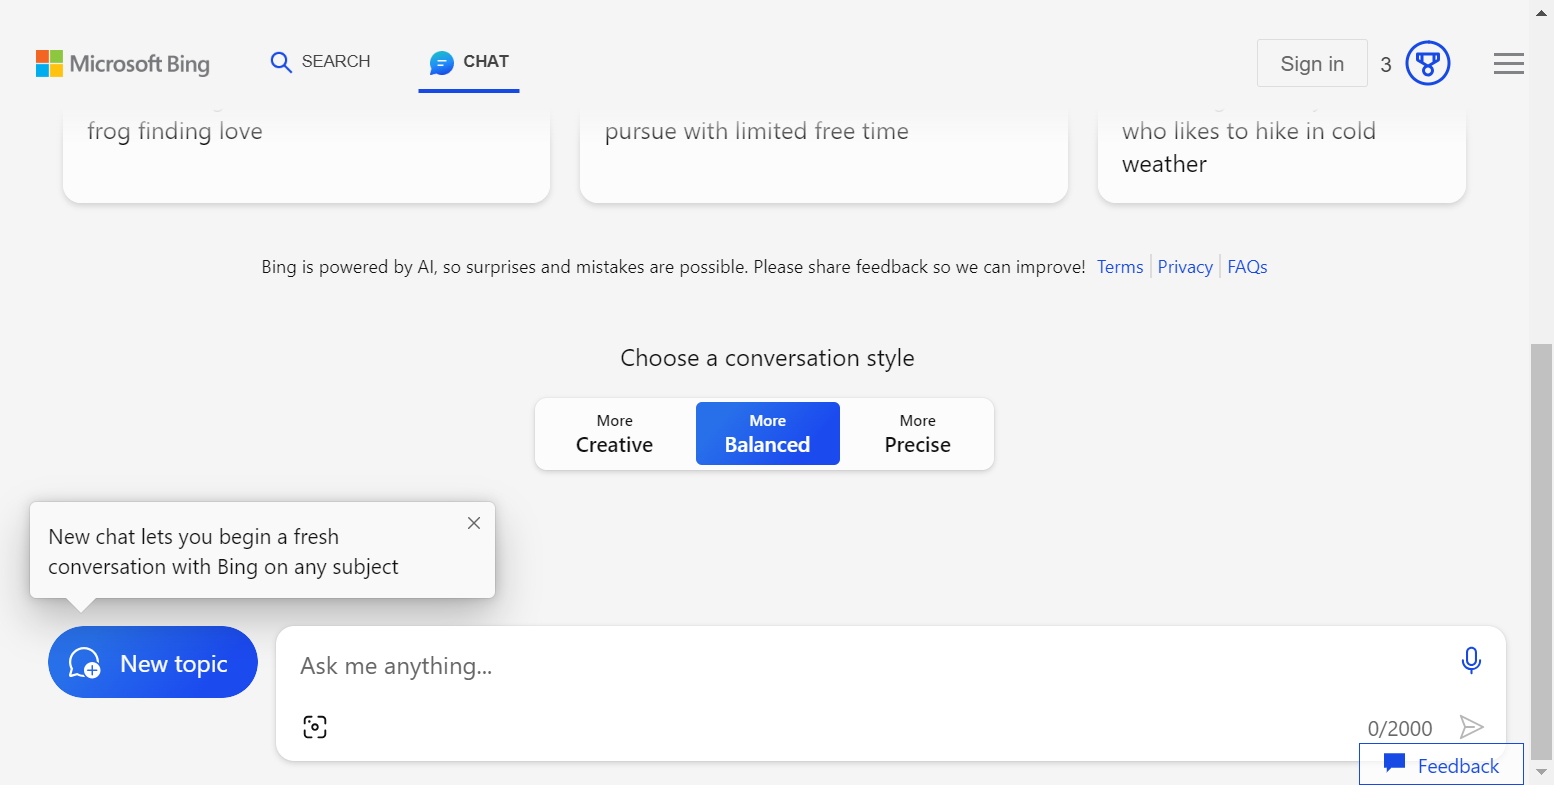 Microsoft Bing
SEARCH
CHAT
Sign in
3
frog finding love
pursue with limited free time
who likes to hike in cold
weather
Bing is powered by AI, so surprises and mistakes are possible. Please share feedback so we can improve! Terms Privacy FAQs
Choose a conversation style
More
Creative
More
Balanced
More
Precise
New chat lets you begin a fresh
conversation with Bing on any subject
New topic
Ask me anything...
0/2000
Feedback